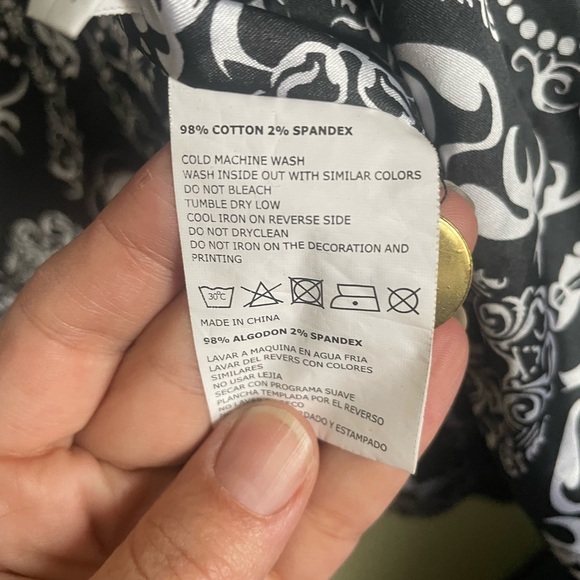 98% COTTON 2% SPANDEX
COLD MACHINE WASH
WASH INSIDE OUT WITH SIMILAR COLORS
DO NOT BLEACH
TUMBLE DRY LOW
COOL IRON ON REVERSE SIDE
DO NOT DRYCLEAN
DO NOT IRON ON THE DECORATION AND
PRINTING
30°C
MADE IN CHINA
98% ALGODON 2% SPANDEX
LAVAR A MAQUINA EN AGUA FRIA
LAVAR DEL REVERS CON COLORES
SIMILARES
NO USAR LEJIA
SECAR CON PROGRAMA SUAVE
PLANCHA TEMPLADA POR EL REVERSO
NO
Y ESTAMPADO